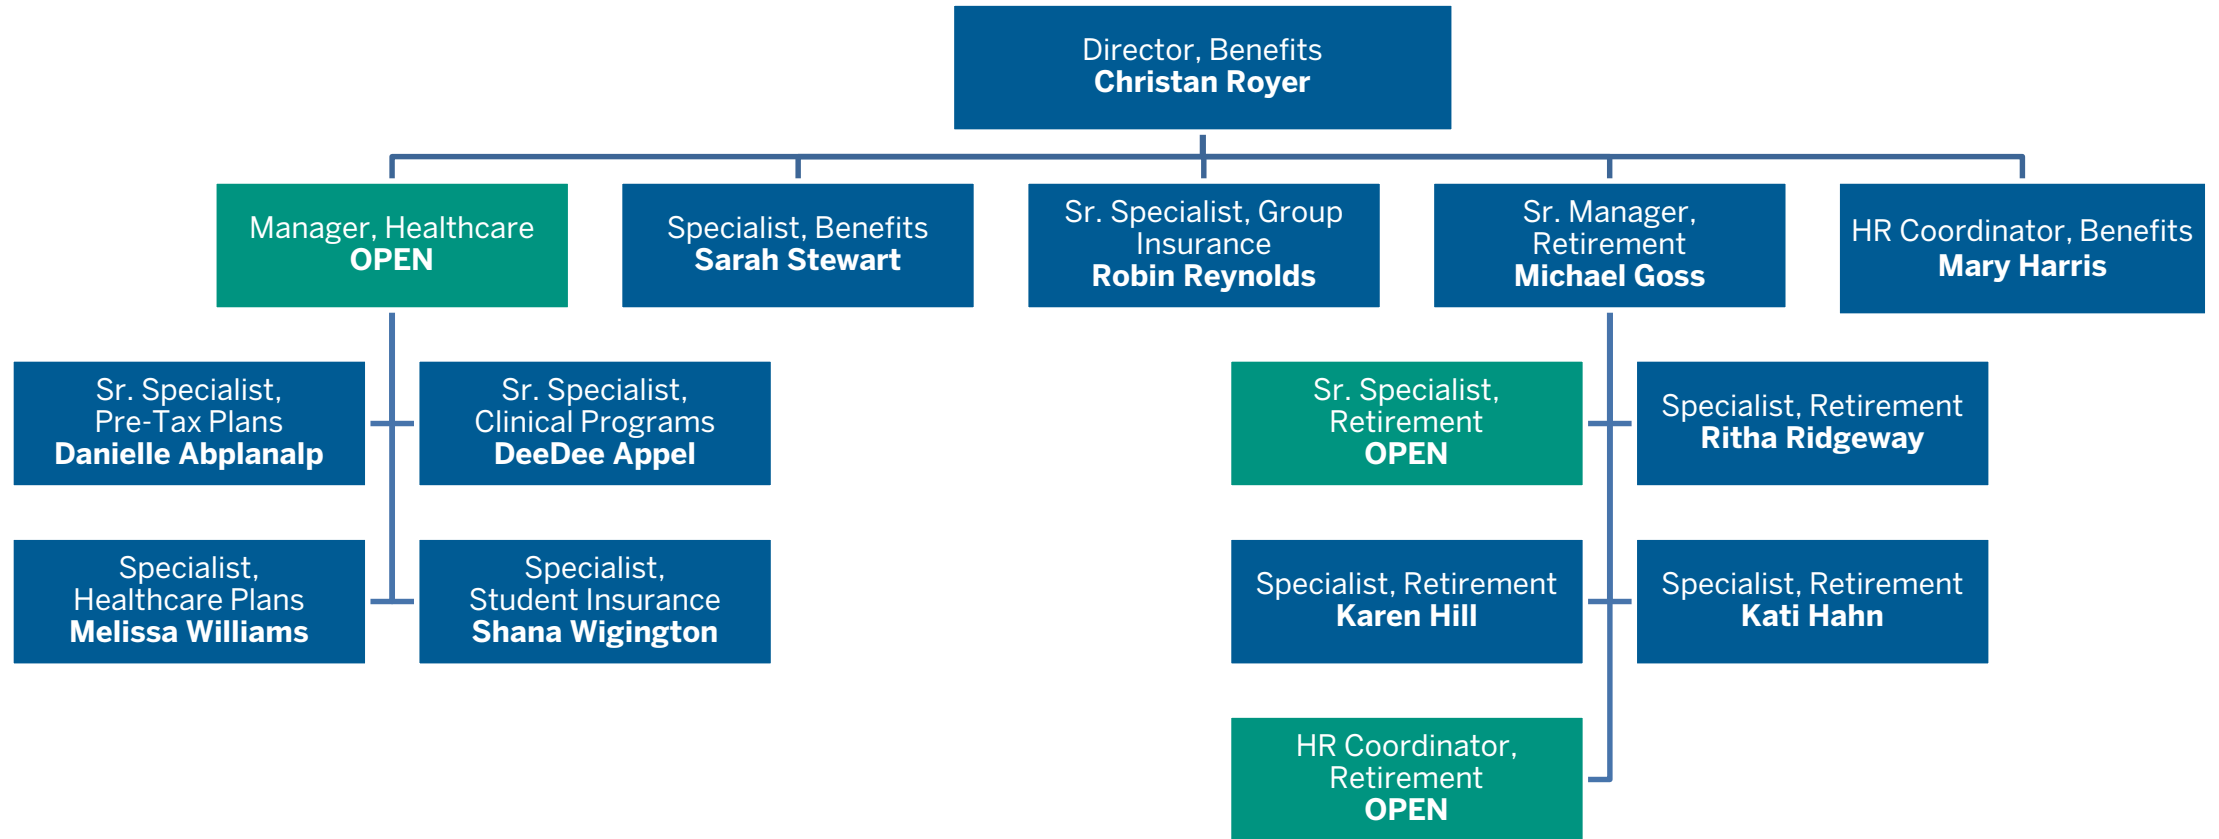 Director, Benefits
Christan Royer
Manager, Healthcare
OPEN
Specialist, Benefits
Sarah Stewart
Sr. Specialist, Group
Insurance
Robin Reynolds
Sr. Manager,
Retirement
Michael Goss
HR Coordinator, Benefits
Mary Harris
Sr. Specialist,
Pre-Tax Plans
Danielle Abplanalp
Sr. Specialist,
Clinical Programs
DeeDee Appel
Sr. Specialist,
Retirement
OPEN
Specialist, Retirement
Ritha Ridgeway
Specialist,
Healthcare Plans
Melissa Williams
Specialist,
Student Insurance
Shana Wigington
Specialist, Retirement
Karen Hill
Specialist, Retirement
Kati Hahn
HR Coordinator,
Retirement
OPEN